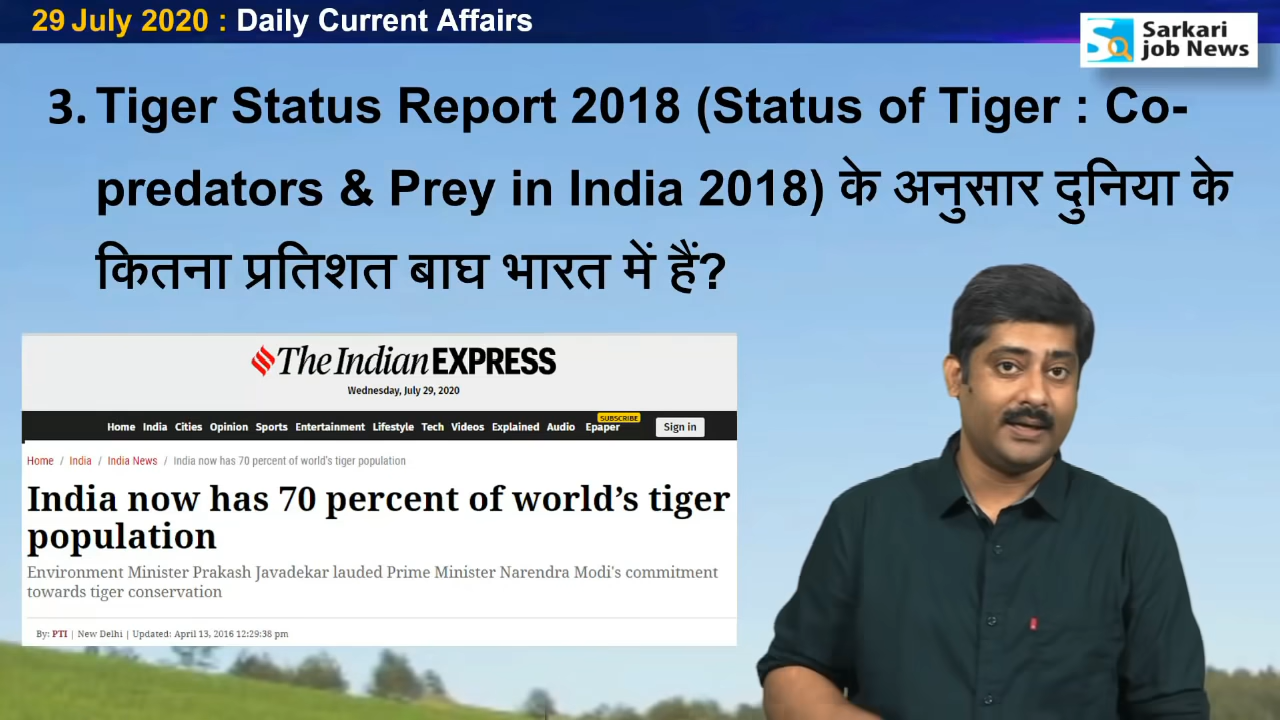 29 July 2020 : Daily Current Affairs
Sarkari
job News
3. Tiger Status Report 2018 (Status of Tiger : Co-
predators & Prey in India 2018) के अनुसार दुनिया के
कितना प्रतिशत बाघ भारत में हैं?
The Indian EXPRESS
Wednesday, July 29, 2020
SUBSCRIBE
Home India Cities Opinion Sports Entertainment Lifestyle Tech Videos Explained Audio Epaper Sign in
Home / India / India News / India now has 70 percent of world's tiger population
India now has 70 percent of world’s tiger
population
Environment Minister Prakash Javadekar lauded Prime Minister Narendra Modi's commitment
towards tiger conservation
By: PTI | New Delhi | Updated: April 13, 2016 12:29:38 pm